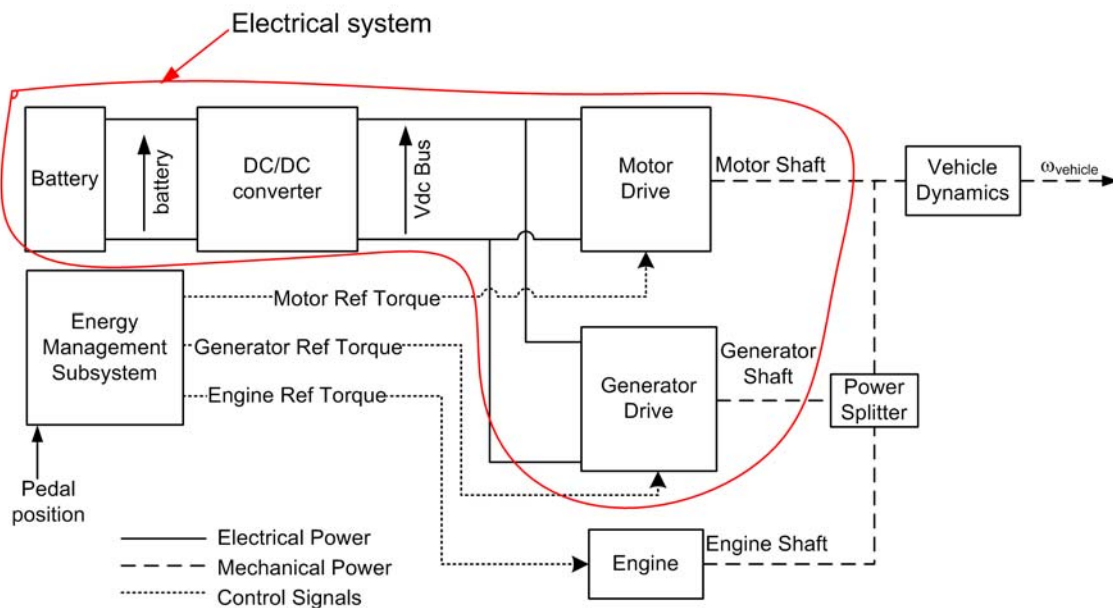 Electrical system
Battery
battery
DC/DC
converter
Vdc Bus
Motor
Drive
Motor Shaft
Vehicle
Dynamics
ωvehicle
Energy
Management
Subsystem
Motor Ref Torque
Generator Ref Torque
Engine Ref Torque
Generator
Drive
Generator
Shaft
Power
Splitter
Pedal
position
Engine
Engine Shaft
Electrical Power
Mechanical Power
Control Signals